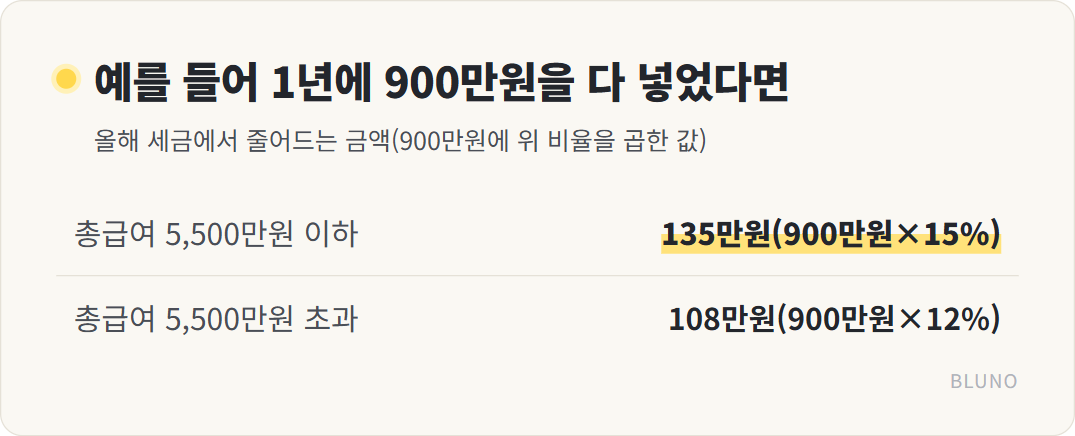 예를 들어 1년에 900만원을 다 넣었다면
올해 세금에서 줄어드는 금액(900만원에 위 비율을 곱한 값)
총급여 5,500만원 이하 135만원(900만원×15%)
총급여 5,500만원 초과 108만원(900만원×12%)
BLUNO